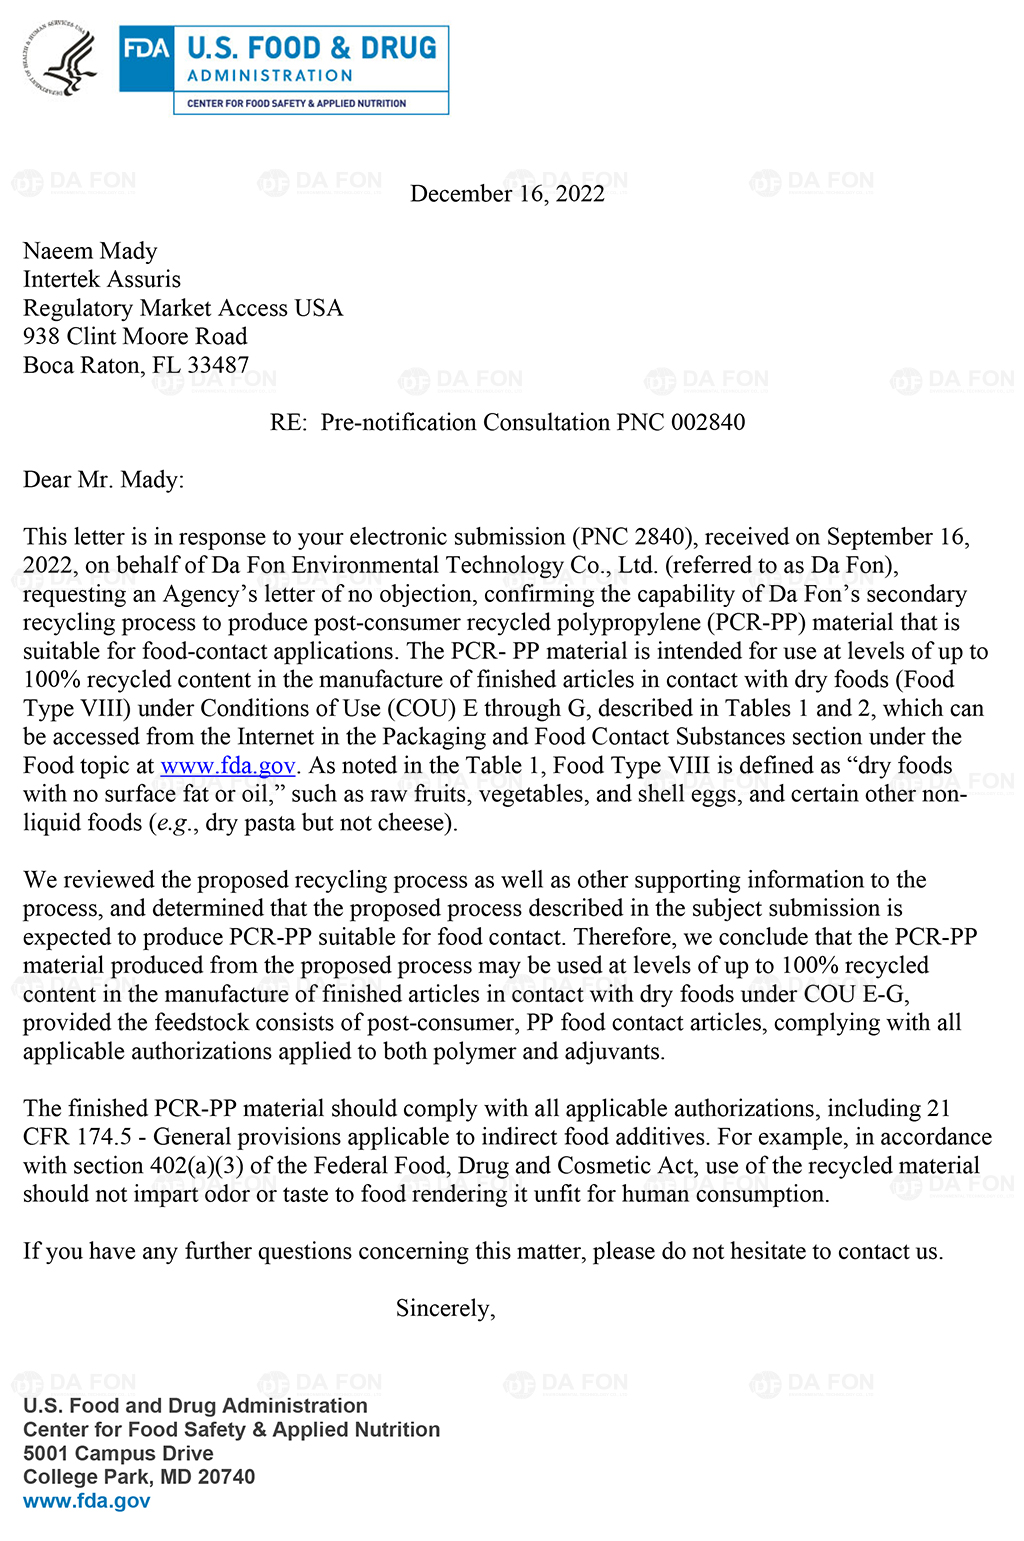 DEPARTMENT OF HEALTH & HUMAN SERVICES USA
FDA
U.S. FOOD & DRUG
ADMINISTRATION
CENTER FOR FOOD SAFETY & APPLIED NUTRITION
DF DA FON DF DA FON DF DA FON DF DA FON
December 16, 2022
Naeem Mady
Intertek Assuris
Regulatory Market Access USA
938 Clint Moore Road
Boca Raton, FL 33487
DF DA FON DF DA FON DF DA FON DF DA FON
RE:  Pre-notification Consultation PNC 002840
Dear Mr. Mady:
This letter is in response to your electronic submission (PNC 2840), received on September 16,
2022, on behalf of Da Fon Environmental Technology Co., Ltd. (referred to as Da Fon),
requesting an Agency’s letter of no objection, confirming the capability of Da Fon’s secondary
recycling process to produce post-consumer recycled polypropylene (PCR-PP) material that is
suitable for food-contact applications. The PCR- PP material is intended for use at levels of up to
100% recycled content in the manufacture of finished articles in contact with dry foods (Food
Type VIII) under Conditions of Use (COU) E through G, described in Tables 1 and 2, which can
be accessed from the Internet in the Packaging and Food Contact Substances section under the
Food topic at www.fda.gov. As noted in the Table 1, Food Type VIII is defined as “dry foods
with no surface fat or oil,” such as raw fruits, vegetables, and shell eggs, and certain other non-
liquid foods (e.g., dry pasta but not cheese).
We reviewed the proposed recycling process as well as other supporting information to the
process, and determined that the proposed process described in the subject submission is
expected to produce PCR-PP suitable for food contact. Therefore, we conclude that the PCR-PP
material produced from the proposed process may be used at levels of up to 100% recycled
content in the manufacture of finished articles in contact with dry foods under COU E-G,
provided the feedstock consists of post-consumer, PP food contact articles, complying with all
applicable authorizations applied to both polymer and adjuvants.
The finished PCR-PP material should comply with all applicable authorizations, including 21
CFR 174.5 - General provisions applicable to indirect food additives. For example, in accordance
with section 402(a)(3) of the Federal Food, Drug and Cosmetic Act, use of the recycled material
should not impart odor or taste to food rendering it unfit for human consumption.
If you have any further questions concerning this matter, please do not hesitate to contact us.
Sincerely,
DF DA FON DF DA FON DF DA FON DF DA FON
U.S. Food and Drug Administration
Center for Food Safety & Applied Nutrition
5001 Campus Drive
College Park, MD 20740
www.fda.gov